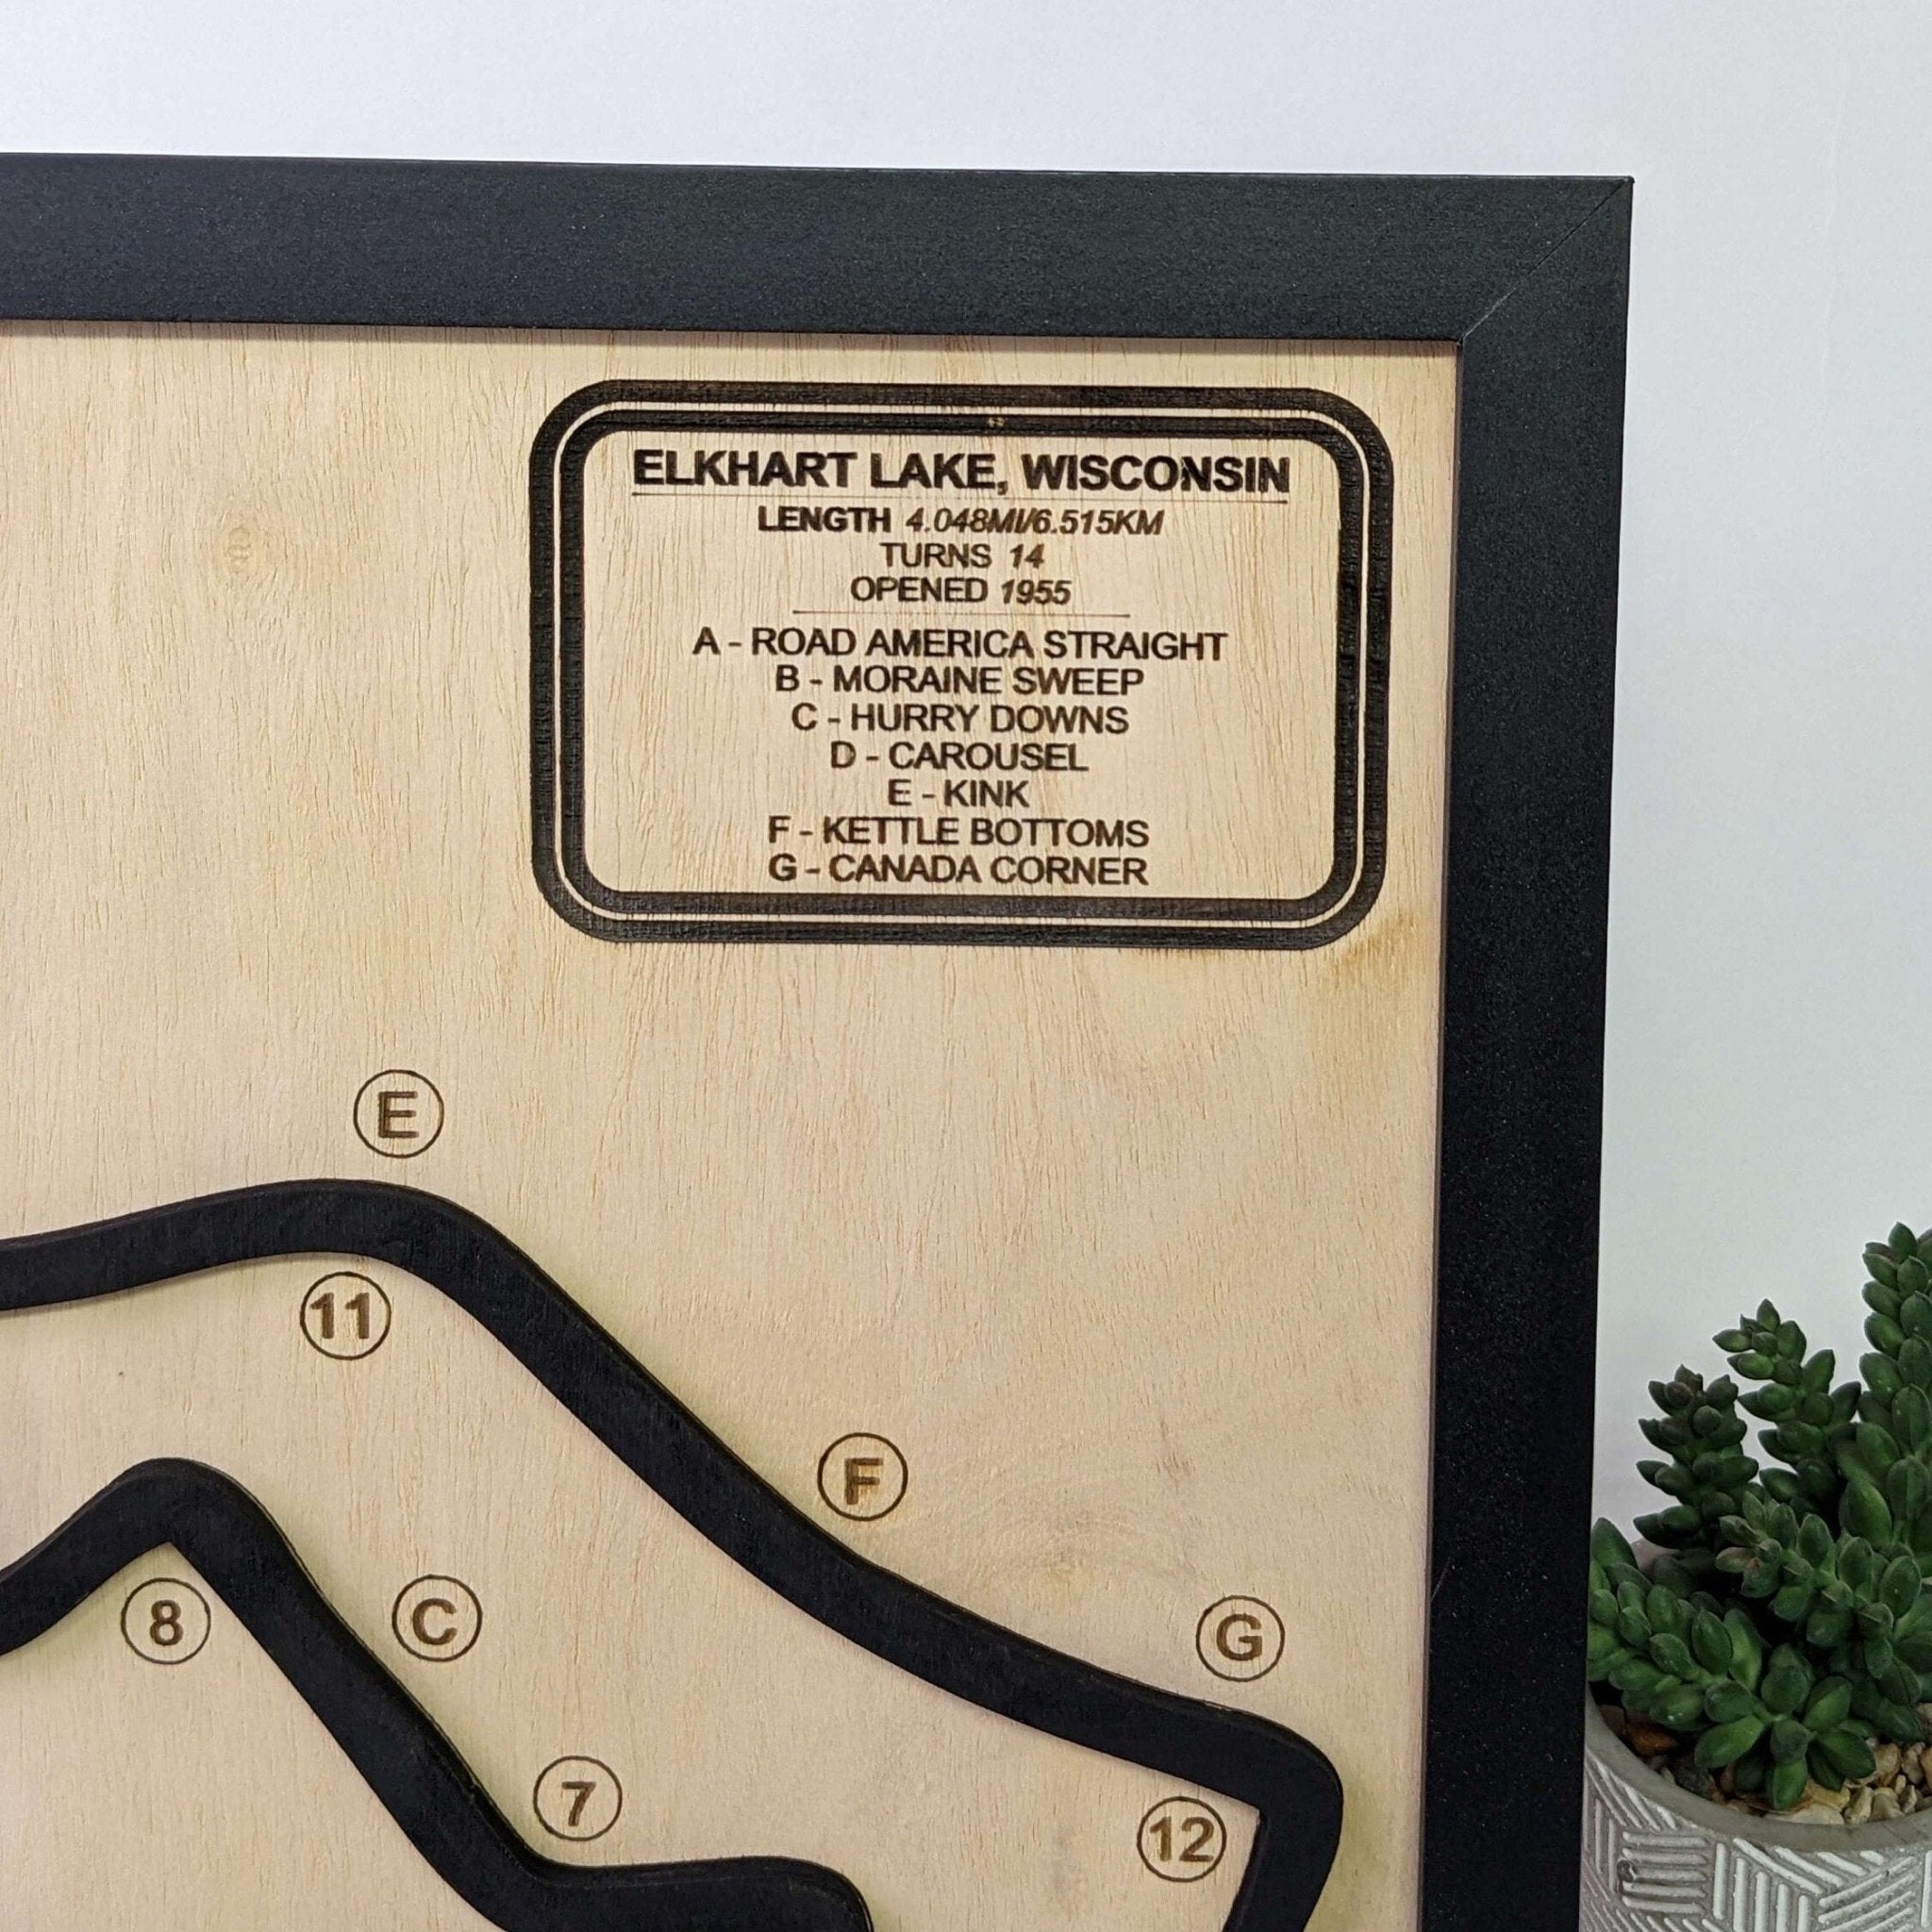 ELKHART LAKE, WISCONSIN
LENGTH 4.048MI/6.515KM
TURNS 14
OPENED 1955
A - ROAD AMERICA STRAIGHT
B - MORAINE SWEEP
C - HURRY DOWNS
D - CAROUSEL
E - KINK
F - KETTLE BOTTOMS
G - CANADA CORNER
E
11
F
8
C
G
7
12